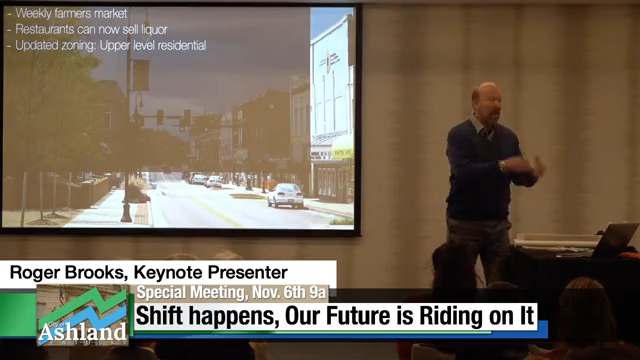 - Weekly farmers market
- Restaurants can now sell liquor
- Updated zoning: Upper level residential
Roger Brooks, Keynote Presenter
Special Meeting, Nov. 6th 9a
Shift happens, Our Future is Riding on It
Ashland